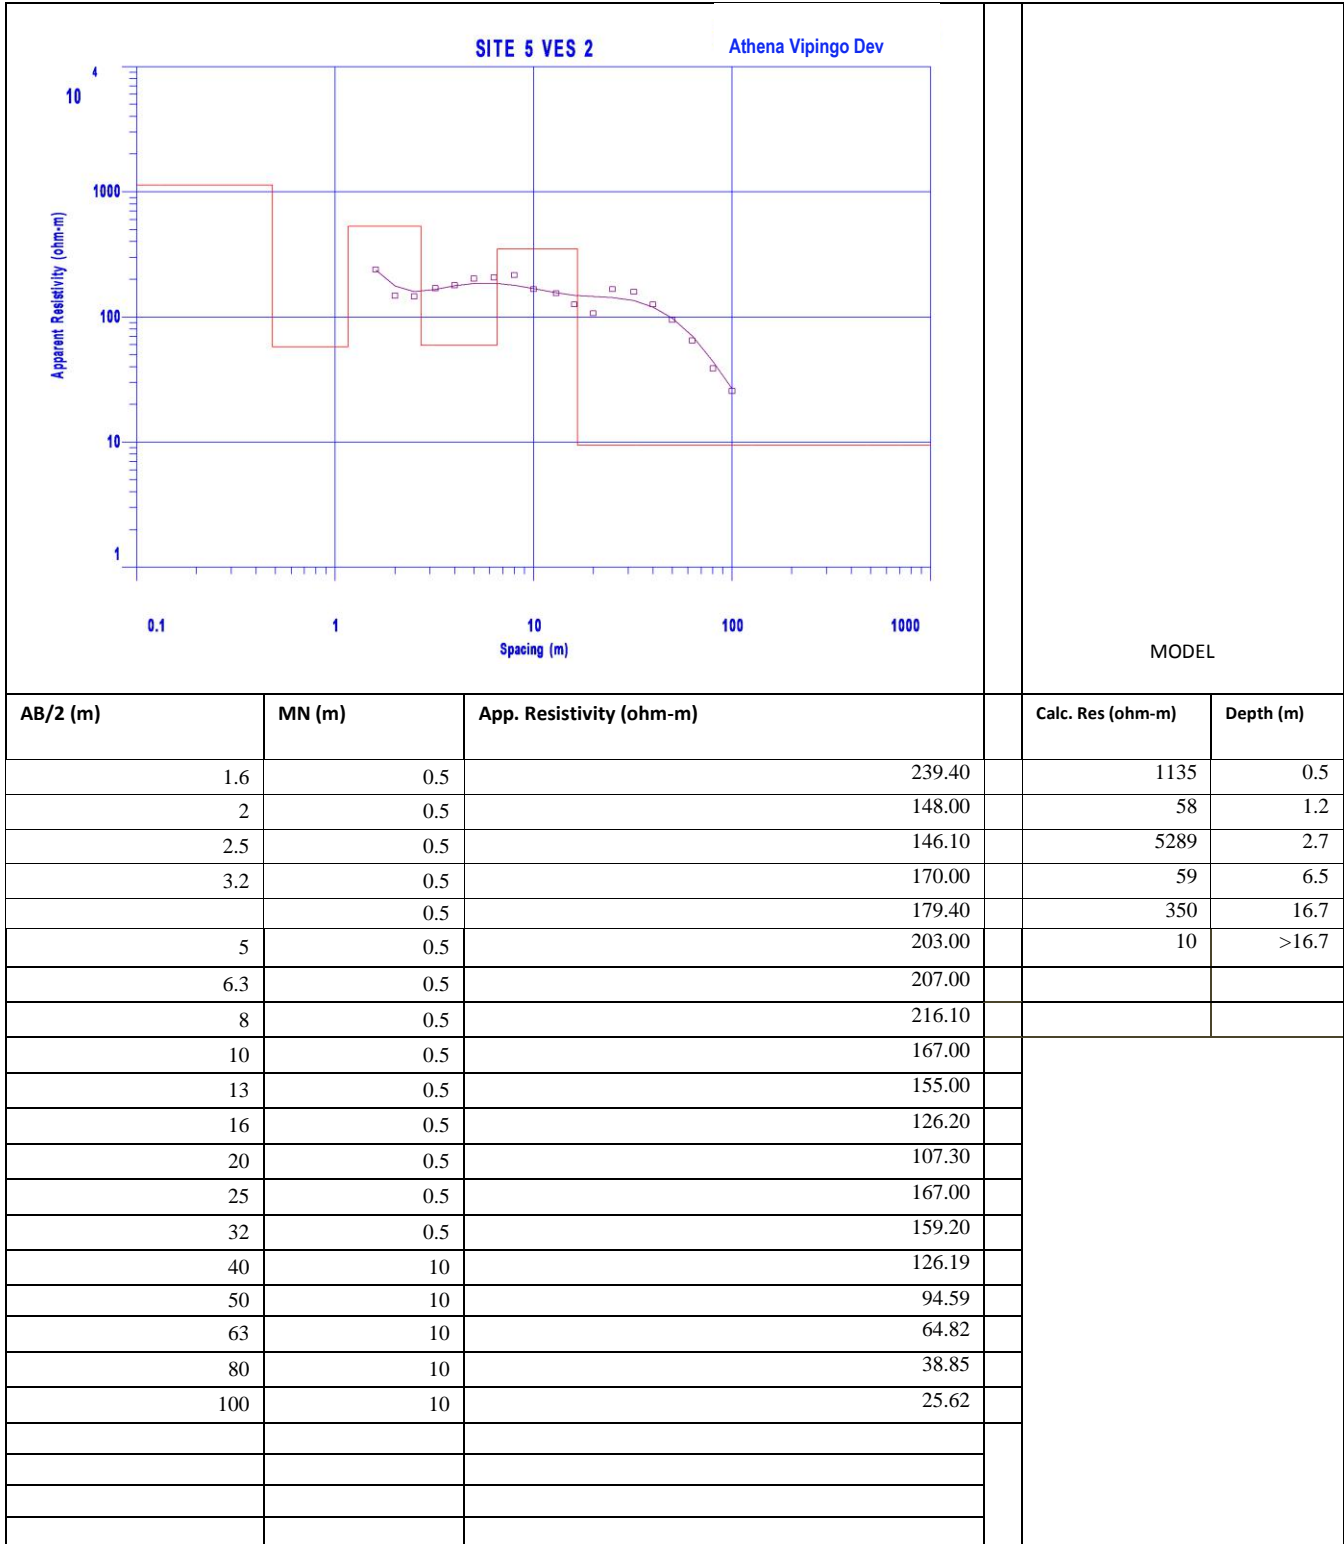 SITE 5 VES 2 Athena Vipingo Dev
4
10
1000
100
10
1
Apparent Resistivity (ohm-m)
0.1 1 10 100 1000
Spacing (m)
MODEL
AB/2 (m) MN (m) App. Resistivity (ohm-m) Calc. Res (ohm-m) Depth (m)
1.6 0.5 239.40 1135 0.5
2 0.5 148.00 58 1.2
2.5 0.5 146.10 5289 2.7
3.2 0.5 170.00 59 6.5
0.5 179.40 350 16.7
5 0.5 203.00 10 >16.7
6.3 0.5 207.00
8 0.5 216.10
10 0.5 167.00
13 0.5 155.00
16 0.5 126.20
20 0.5 107.30
25 0.5 167.00
32 0.5 159.20
40 10 126.19
50 10 94.59
63 10 64.82
80 10 38.85
100 10 25.62